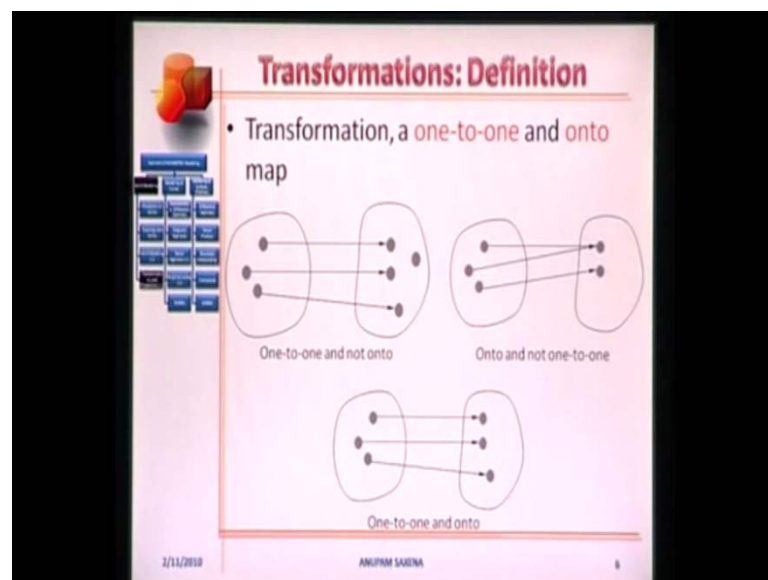 Transformations: Definition
• Transformation, a one-to-one and onto
map
One-to-one and not onto
Onto and not one-to-one
One-to-one and onto
2/11/2010
ANUPAM SAXENA
6